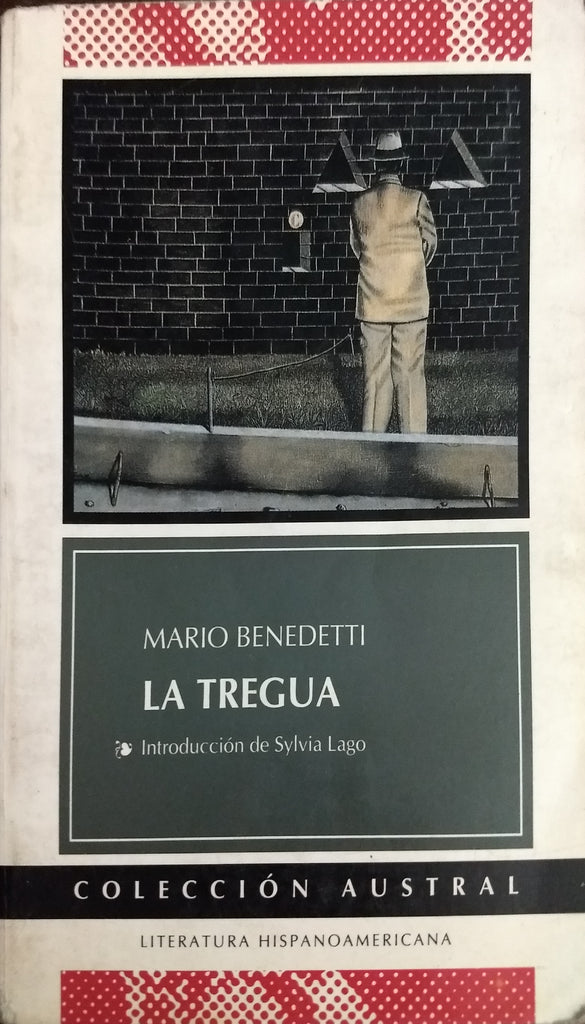 MARIO BENEDETTI
LA TREGUA
Introducción de Sylvia Lago
COLECCIÓN AUSTRAL
LITERATURA HISPANOAMERICANA